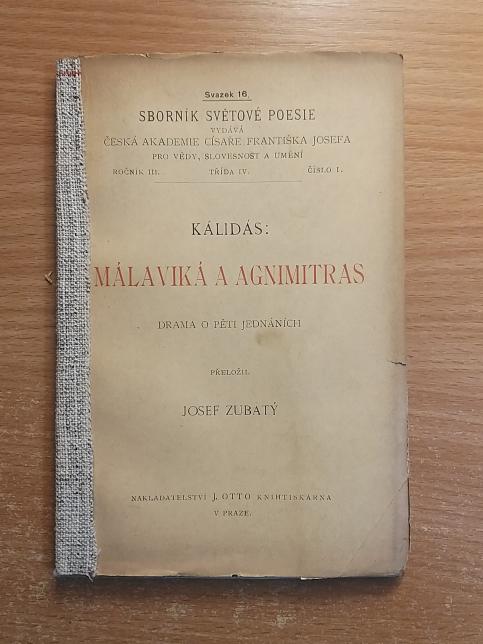 Svazek 16.
SBORNÍK SVĚTOVÉ POESIE
VYDÁVÁ
ČESKÁ AKADEMIE CÍSAŘE FRANTIŠKA JOSEFA
PRO VĚDY, SLOVESNOST A UMĚNÍ
ROČNÍK III. TŘÍDA IV. ČÍSLO 1.
KÁLIDÁS:
MÁLAVIKÁ A AGNIMITRAS
DRAMA O PĚTI JEDNÁNÍCH
PŘELOŽIL
JOSEF ZUBATÝ
NAKLADATELSTVÍ J. OTTO KNIHTISKÁRNA
V PRAZE.